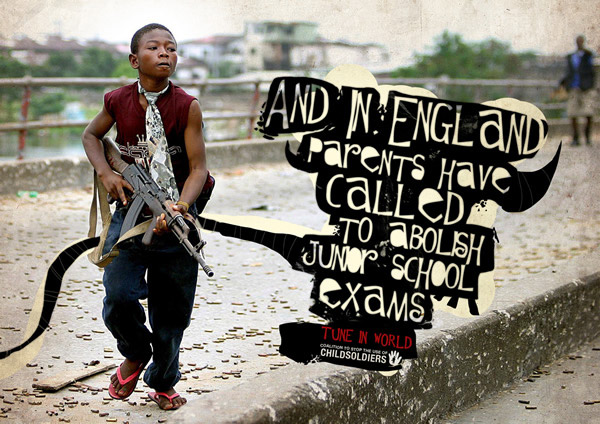 AND IN ENGLAND
PARENTS HAVE
CALLED
TO ABOLISH
JUNIOR SCHOOL
EXAMS
TUNE IN WORLD
COALITION TO STOP THE USE OF
CHILDSOLDIERS